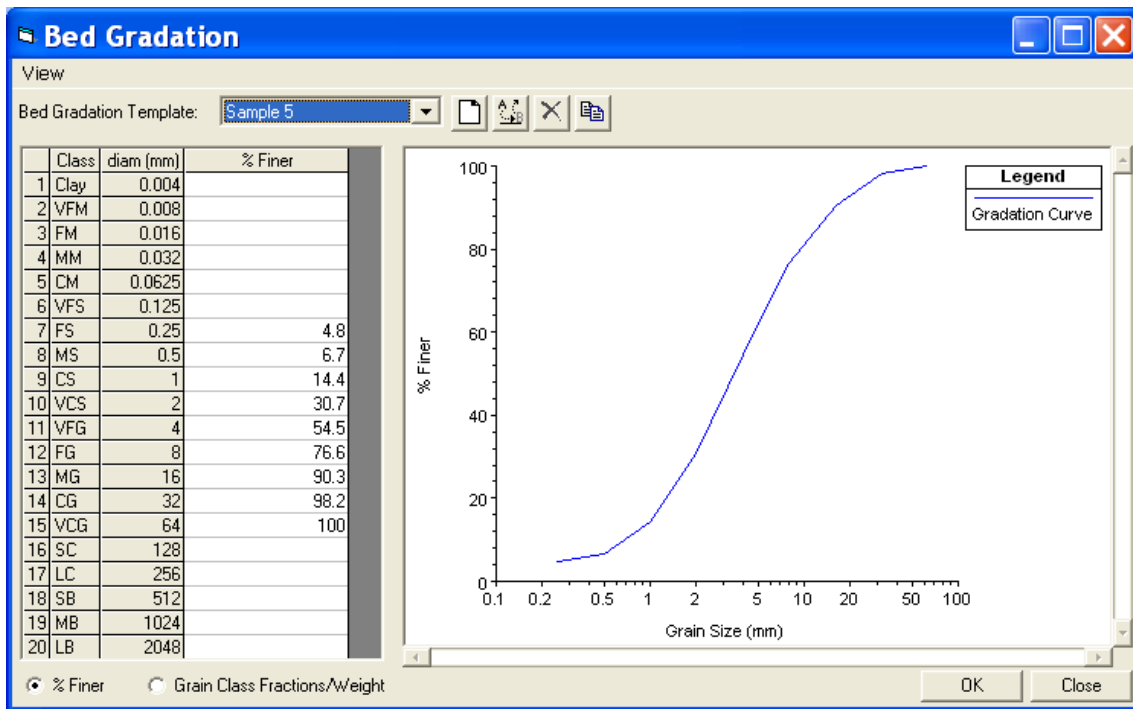 Bed Gradation
View
Bed Gradation Template: Sample 5
Class diam (mm) % Finer
1 Clay 0.004
2 VFM 0.008
3 FM 0.016
4 MM 0.032
5 CM 0.0625
6 VFS 0.125
7 FS 0.25 4.8
8 MS 0.5 6.7
9 CS 1 14.4
10 VCS 2 30.7
11 VFG 4 54.5
12 FG 8 76.6
13 MG 16 90.3
14 CG 32 98.2
15 VCG 64 100
16 SC 128
17 LC 256
18 SB 512
19 MB 1024
20 LB 2048
% Finer
100
80
60
40
20
0
0.1 0.2 0.5 1 2 5 10 20 50 100
Grain Size (mm)
Legend
Gradation Curve
% Finer Grain Class Fractions/Weight OK Close